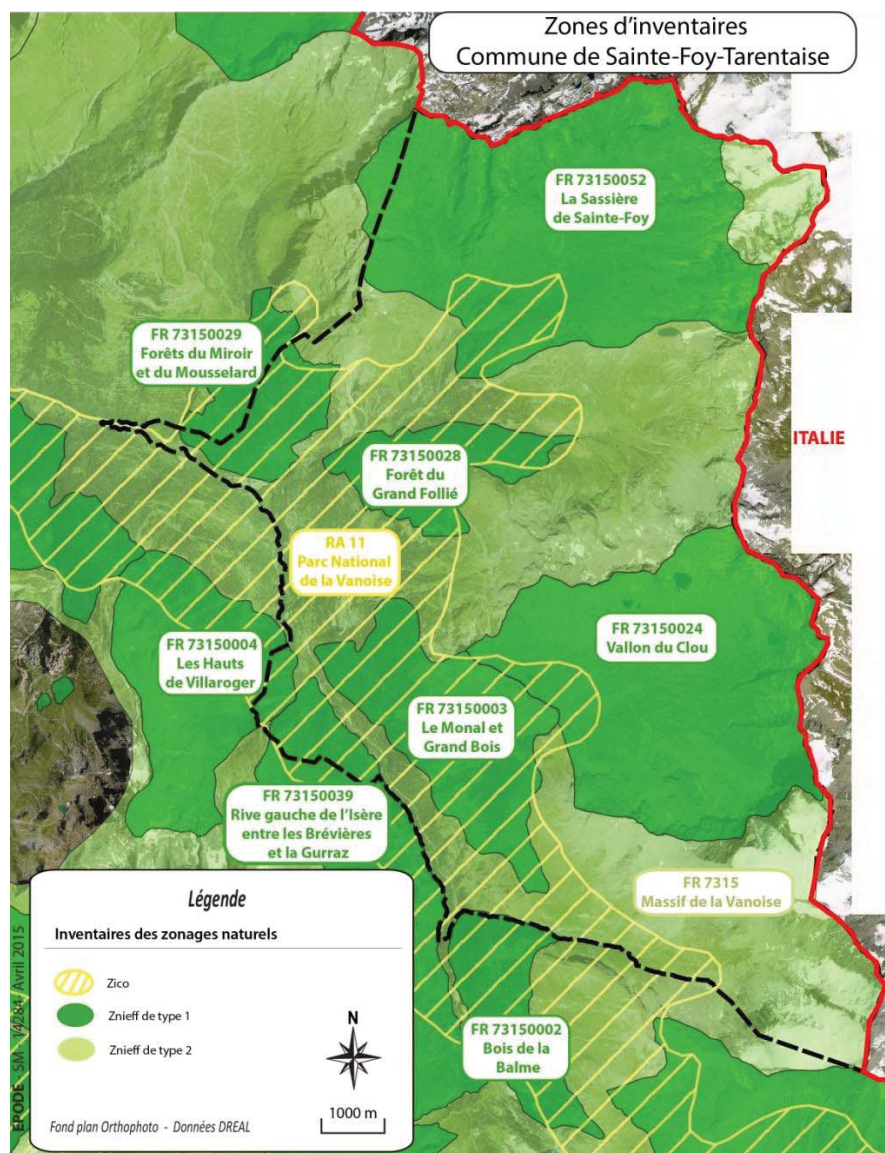 Zones d'inventaires
Commune de Sainte-Foy-Tarentaise
FR 73150052
La Sassière
de Sainte-Foy
FR 73150029
Forêts du Miroir
et du Mousselard
ITALIE
FR 73150028
Forêt du
Grand Follié
RA 11
Parc National
de la Vanoise
FR 73150004
Les Hauts
de Villaroger
FR 73150024
Vallon du Clou
FR 73150003
Le Monal et
Grand Bois
FR 73150039
Rive gauche de l'Isère
entre les Brévières
et la Gurraz
FR 7315
Massif de la Vanoise
FR 73150002
Bois de la
Balme
Légende
Inventaires des zonages naturels
Zico
Znieff de type 1
Znieff de type 2
N
1000 m
Fond plan Orthophoto - Données DREAL
EPODE SM - 14284- Avril 2015